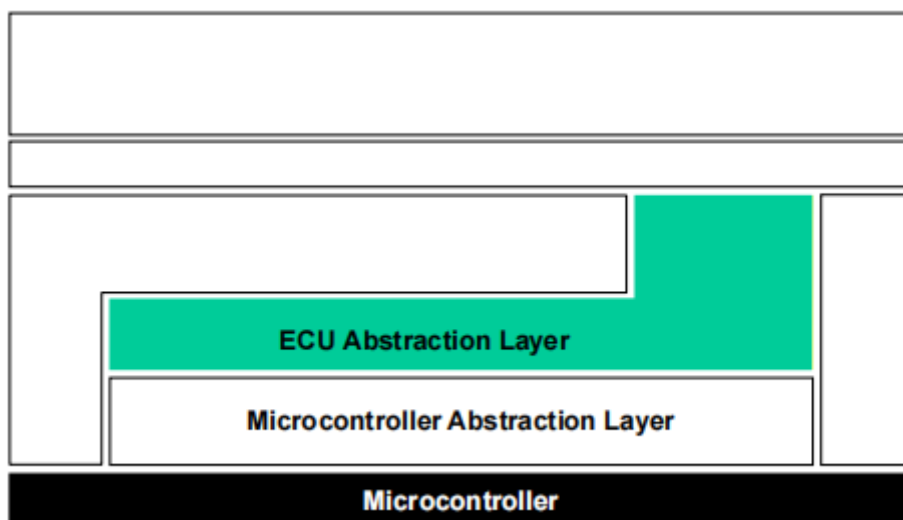 ECU Abstraction Layer
Microcontroller Abstraction Layer
Microcontroller